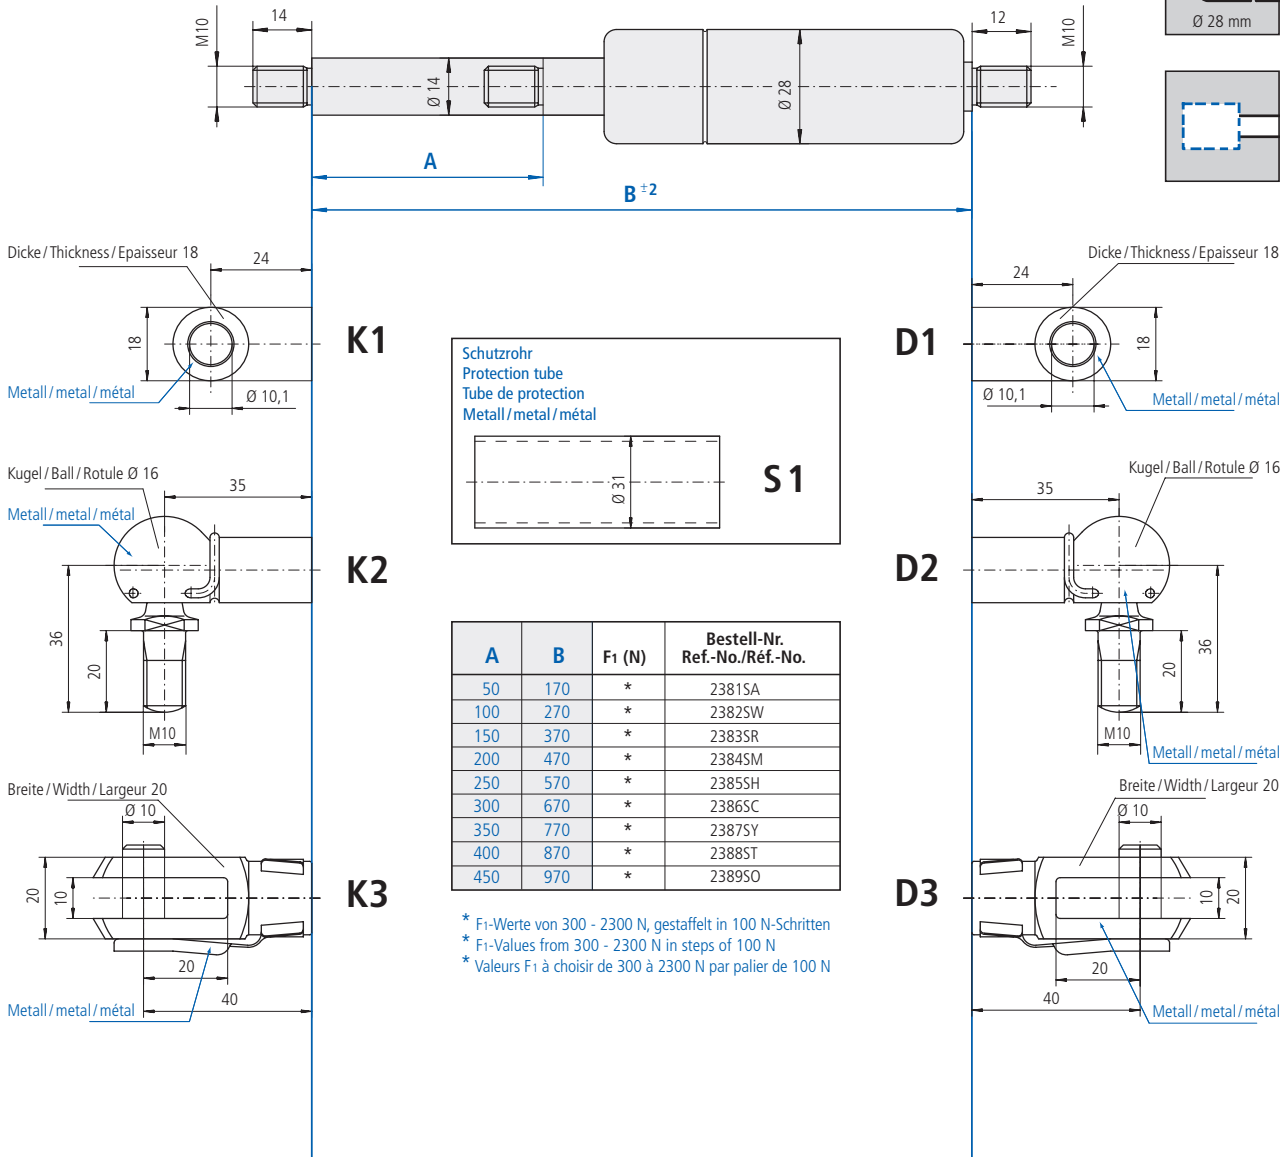 14
M10
12
M10
Ø 28 mm
Ø 14
Ø 28
A
B ±2
Dicke / Thickness / Epaisseur 18
24
18
K1
Metall / metal / métal
Ø 10,1
Dicke / Thickness / Epaisseur 18
24
D1
18
Ø 10,1
Metall / metal / métal
Schutzrohr
Protection tube
Tube de protection
Metall / metal / métal
Ø 31
S 1
Kugel / Ball / Rotule Ø 16
35
Metall / metal / métal
K2
36
20
M10
Kugel / Ball / Rotule Ø 16
35
D2
36
20
M10
Metall / metal / métal
A B F1 (N) Bestell-Nr.
Ref.-No./Réf.-No.
50 170 * 2381SA
100 270 * 2382SW
150 370 * 2383SR
200 470 * 2384SM
250 570 * 2385SH
300 670 * 2386SC
350 770 * 2387SY
400 870 * 2388ST
450 970 * 2389SO
* F1-Werte von 300 - 2300 N, gestaffelt in 100 N-Schritten
* F1-Values from 300 - 2300 N in steps of 100 N
* Valeurs F1 à choisir de 300 à 2300 N par palier de 100 N
Breite / Width / Largeur 20
Ø 10
20
10
K3
20
40
Metall / metal / métal
Breite / Width / Largeur 20
Ø 10
D3
10
20
20
40
Metall / metal / métal